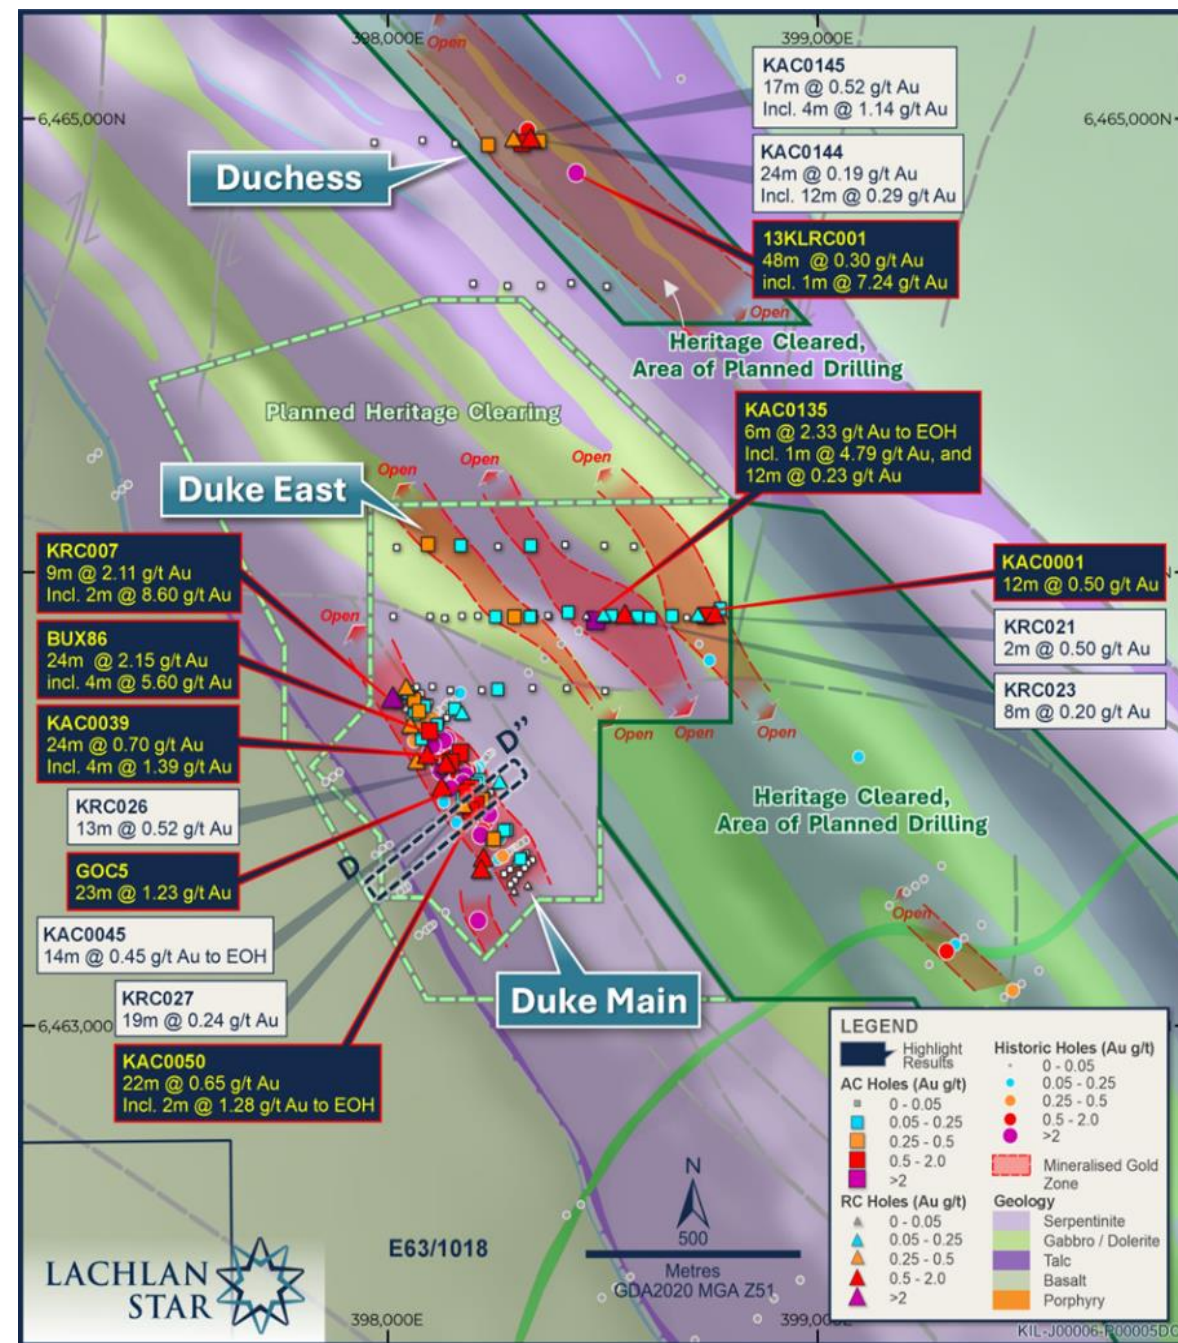 398,000E
Open
399,000E
KAC0145
17m @ 0.52 g/t Au
Incl. 4m @ 1.14 g/t Au
6,465,000N
6,465,000N
KAC0144
24m @ 0.19 g/t Au
Incl. 12m @ 0.29 g/t Au
Duchess
13KLRC001
48m @ 0.30 g/t Au
incl. 1m @ 7.24 g/t Au
Open
Heritage Cleared,
Area of Planned Drilling
Planned Heritage Clearing
KAC0135
6m @ 2.33 g/t Au to EOH
Incl. 1m @ 4.79 g/t Au, and
12m @ 0.23 g/t Au
Open
Open
Open
Duke East
KRC007
9m @ 2.11 g/t Au
Incl. 2m @ 8.60 g/t Au
KAC0001
12m @ 0.50 g/t Au
N
KRC021
2m @ 0.50 g/t Au
Open
BUX86
24m @ 2.15 g/t Au
incl. 4m @ 5.60 g/t Au
KRC023
8m @ 0.20 g/t Au
KAC0039
24m @ 0.70 g/t Au
Incl. 4m @ 1.39 g/t Au
Open
Open
Open
D"
KRC026
13m @ 0.52 g/t Au
Heritage Cleared,
Area of Planned Drilling
GOC5
23m @ 1.23 g/t Au
D
Open
KAC0045
14m @ 0.45 g/t Au to EOH
KRC027
19m @ 0.24 g/t Au
Duke Main
6,463,000
KAC0050
22m @ 0.65 g/t Au
Incl. 2m @ 1.28 g/t Au to EOH
LEGEND
Highlight
Results
AC Holes (Au g/t)
0 - 0.05
0.05 - 0.25
0.25 - 0.5
0.5 - 2.0
>2
RC Holes (Au g/t)
0 - 0.05
0.05 - 0.25
0.25 - 0.5
0.5 - 2.0
>2
Historic Holes (Au g/t)
0 - 0.05
0.05 - 0.25
0.25 - 0.5
0.5 - 2.0
>2
Mineralised Gold
Zone
Geology
Serpentinite
Gabbro / Dolerite
Talc
Basalt
Porphyry
N
500
Metres
GDA2020 MGA Z51
E63/1018
LACHLAN
STAR
398,000E
399,000E
KIL-J00006-R00005DC